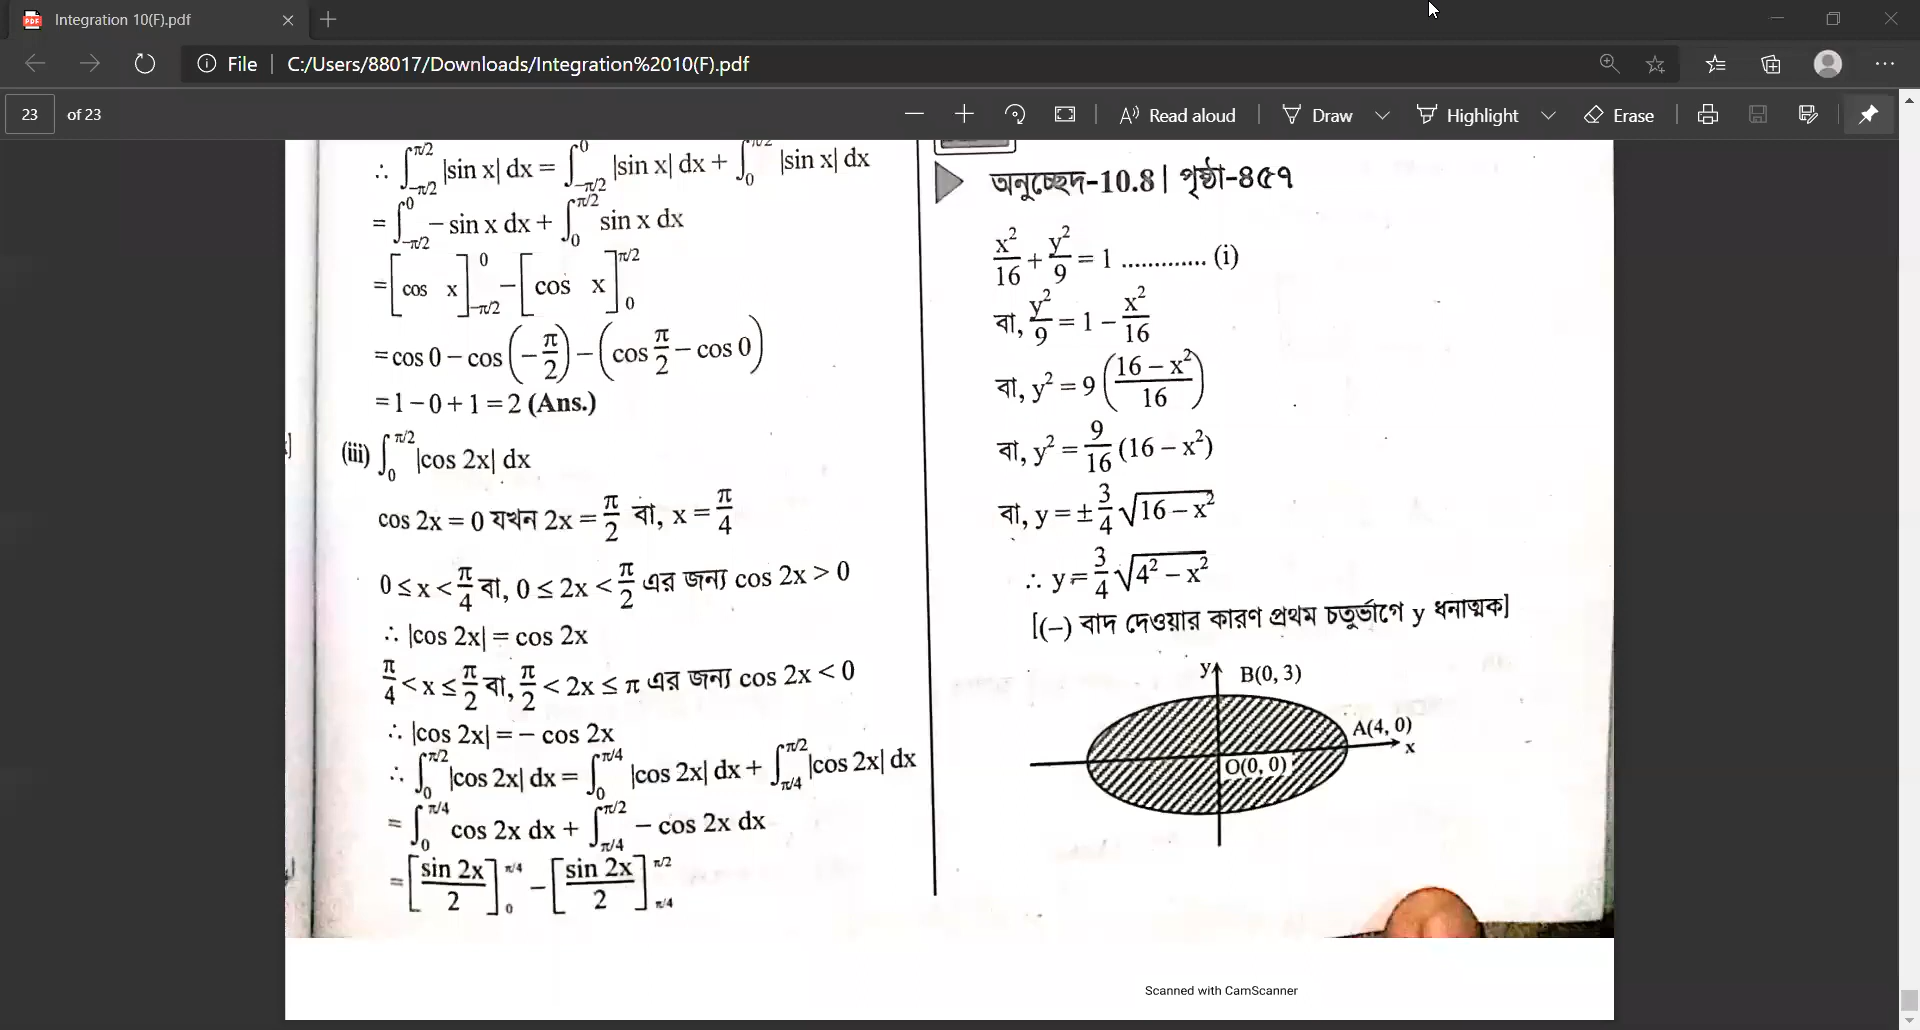 Integration 10(F).pdf
File | C:/Users/88017/Downloads/Integration%2010(F).pdf
23 of 23
Read aloud
Draw
Highlight
Erase
∴ ∫_{-π/2}^{π/2} |sin x| dx = ∫_{-π/2}^{0} |sin x| dx + ∫_{0}^{π/2} |sin x| dx
= ∫_{-π/2}^{0} – sin x dx + ∫_{0}^{π/2} sin x dx
= [cos x]_{-π/2}^{0} – [cos x]_{0}^{π/2}
= cos 0 – cos (–π/2) – (cos π/2 – cos 0)
= 1 – 0 + 1 = 2 (Ans.)
(iii) ∫_{0}^{π/2} |cos 2x| dx
cos 2x = 0 যখন 2x = π/2 বা, x = π/4
0 ≤ x < π/4 বা, 0 ≤ 2x < π/2 এর জন্য cos 2x > 0
∴ |cos 2x| = cos 2x
π/4 < x ≤ π/2 বা, π/2 < 2x ≤ π এর জন্য cos 2x < 0
∴ |cos 2x| = – cos 2x
∴ ∫_{0}^{π/2} |cos 2x| dx = ∫_{0}^{π/4} |cos 2x| dx + ∫_{π/4}^{π/2} |cos 2x| dx
= ∫_{0}^{π/4} cos 2x dx + ∫_{π/4}^{π/2} – cos 2x dx
= [sin 2x/2]_{0}^{π/4} – [sin 2x/2]_{π/4}^{π/2}
অনুচ্ছেদ-10.8 | পৃষ্ঠা-৪৫৭
x²/16 + y²/9 = 1 ............. (i)
বা, y²/9 = 1 – x²/16
বা, y² = 9 (16 – x²/16)
বা, y² = 9/16 (16 – x²)
বা, y = ± 3/4 √16 – x²
∴ y = 3/4 √4² – x²
[(–) বাদ দেওয়ার কারণ প্রথম চতুর্ভাগে y ধনাত্মক]
y
B(0, 3)
A(4, 0)
x
O(0, 0)
Scanned with CamScanner